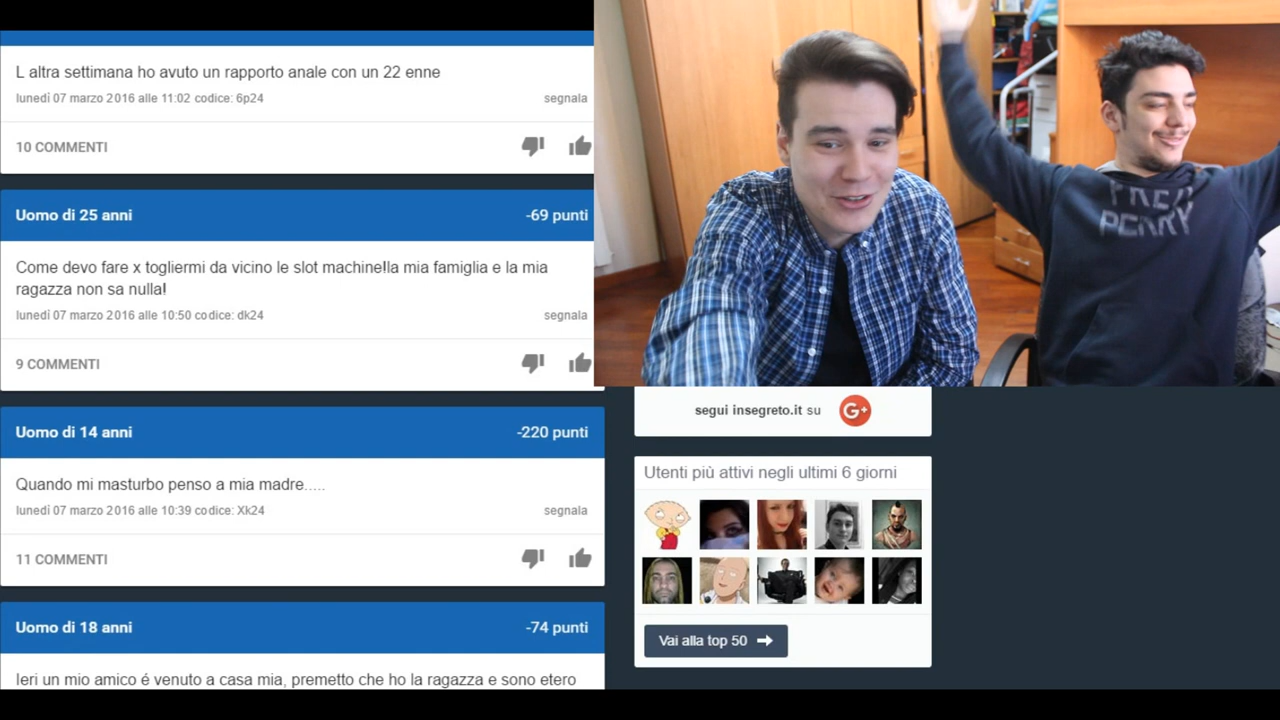 L altra settimana ho avuto un rapporto anale con un 22 enne
lunedì 07 marzo 2016 alle 11:02 codice: 6p24 segnala
10 COMMENTI
Uomo di 25 anni -69 punti
Come devo fare x togliermi da vicino le slot machine!la mia famiglia e la mia
ragazza non sa nulla!
lunedì 07 marzo 2016 alle 10:50 codice: dk24 segnala
9 COMMENTI
Uomo di 14 anni -220 punti
Quando mi masturbo penso a mia madre.....
lunedì 07 marzo 2016 alle 10:39 codice: Xk24 segnala
11 COMMENTI
Uomo di 18 anni -74 punti
Ieri un mio amico é venuto a casa mia, premetto che ho la ragazza e sono etero
FRED
PERRY
segui insegreto.it su G+
Utenti più attivi negli ultimi 6 giorni
Vai alla top 50